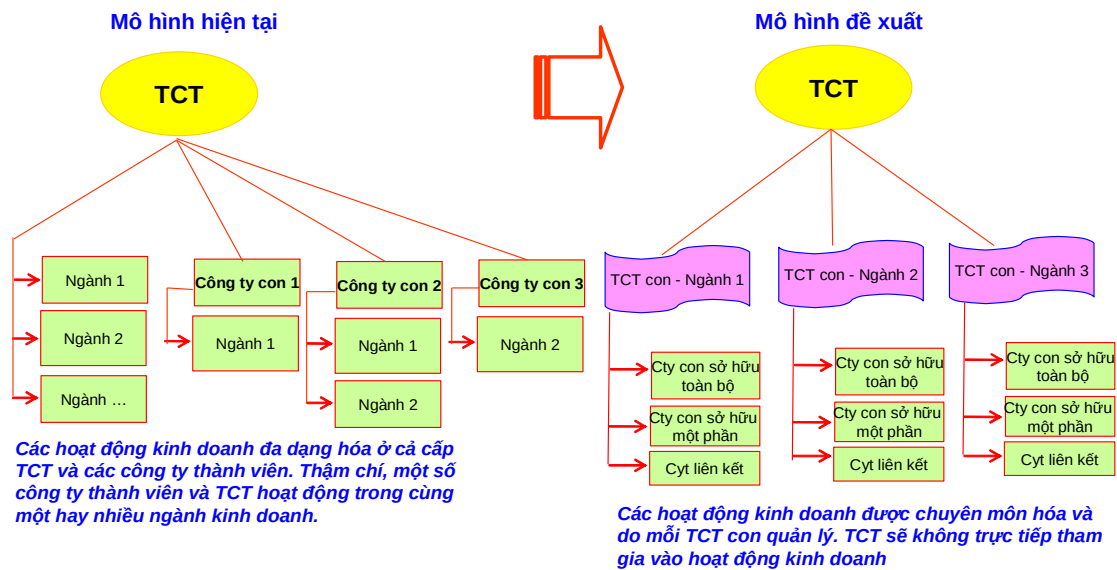 Mô hình hiện tại
TCT
Ngành 1
Ngành 2
Ngành …
Công ty con 1
Ngành 1
Công ty con 2
Ngành 1
Ngành 2
Công ty con 3
Ngành 2
Các hoạt động kinh doanh đa dạng hóa ở cả cấp
TCT và các công ty thành viên. Thậm chí, một số
công ty thành viên và TCT hoạt động trong cùng
một hay nhiều ngành kinh doanh.
Mô hình đề xuất
TCT
TCT con - Ngành 1
Cty con sở hữu
toàn bộ
Cty con sở hữu
một phần
Cyt liên kết
TCT con - Ngành 2
Cty con sở hữu
toàn bộ
Cty con sở hữu
một phần
Cyt liên kết
TCT con - Ngành 3
Cty con sở hữu
toàn bộ
Cty con sở hữu
một phần
Cyt liên kết
Các hoạt động kinh doanh được chuyên môn hóa và
do mỗi TCT con quản lý. TCT sẽ không trực tiếp tham
gia vào hoạt động kinh doanh